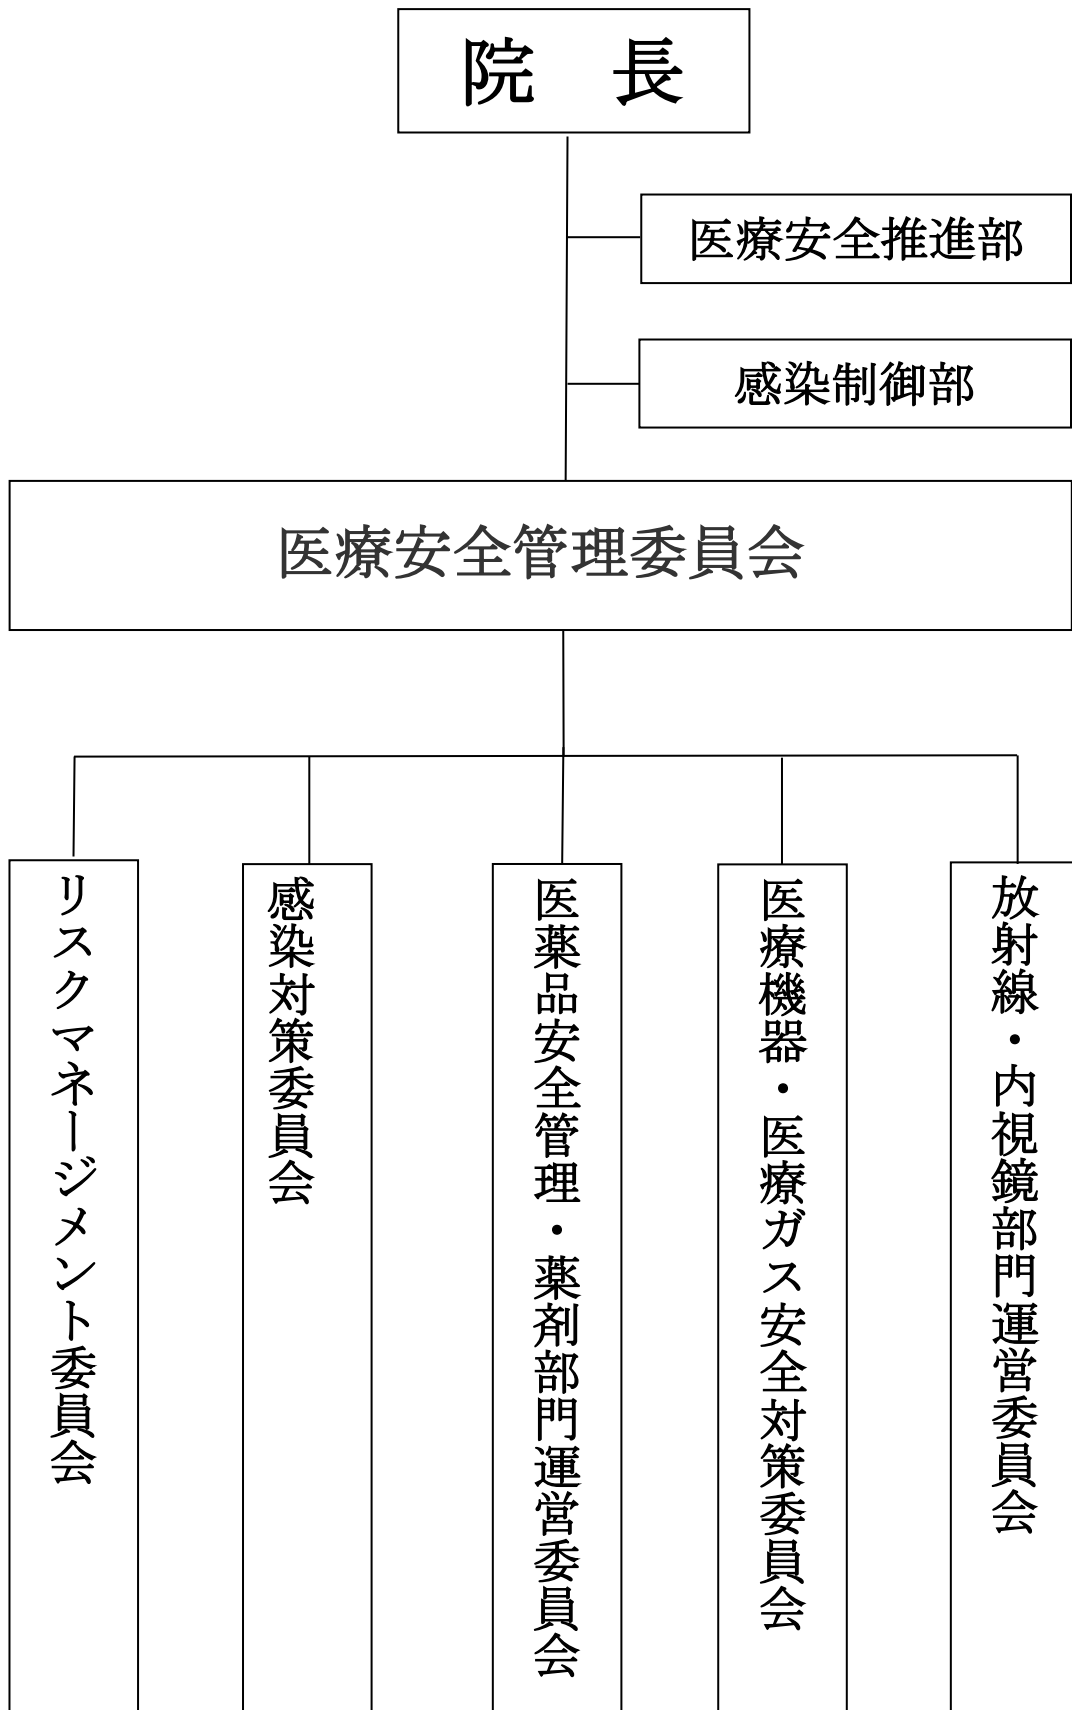 院　長
医療安全推進部
感染制御部
医療安全管理委員会
リスクマネージメント委員会
感染対策委員会
医薬品安全管理・薬剤部門運営委員会
医療機器・医療ガス安全対策委員会
放射線・内視鏡部門運営委員会